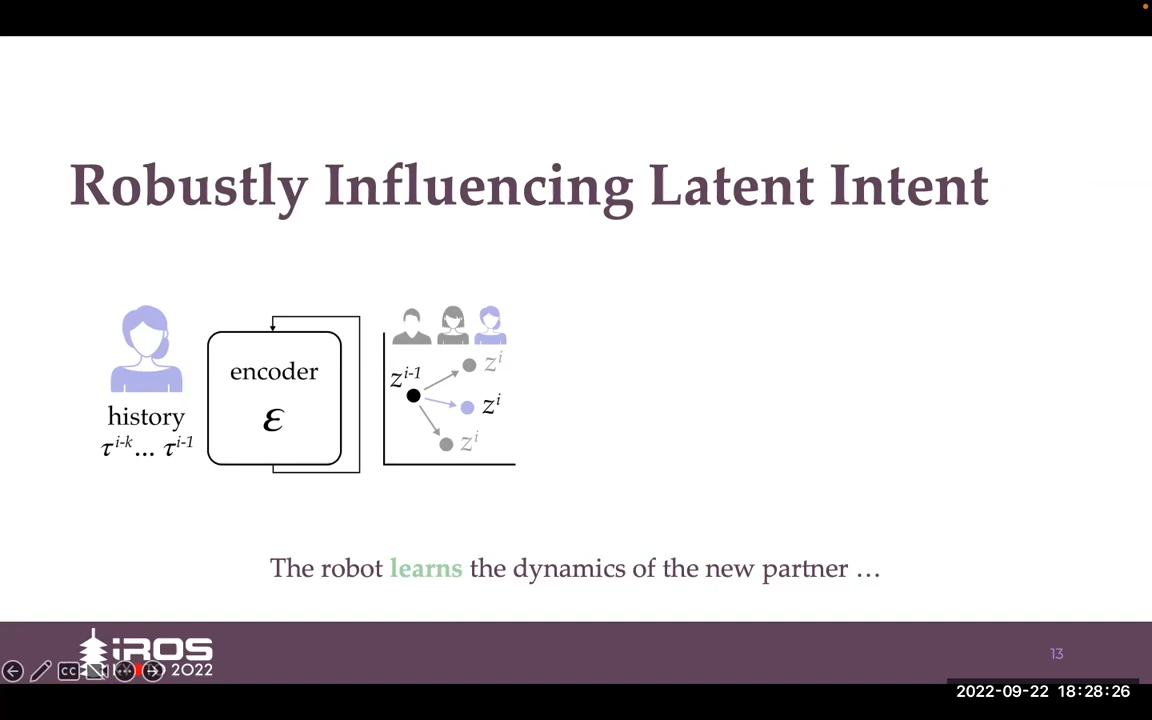 Robustly Influencing Latent Intent
history
τ^i-k... τ^i-1
encoder
ε
z^i-1
z^i
z^i
z^i
The robot learns the dynamics of the new partner ...
iROS
2022
13
CC
2022-09-22 18:28:26